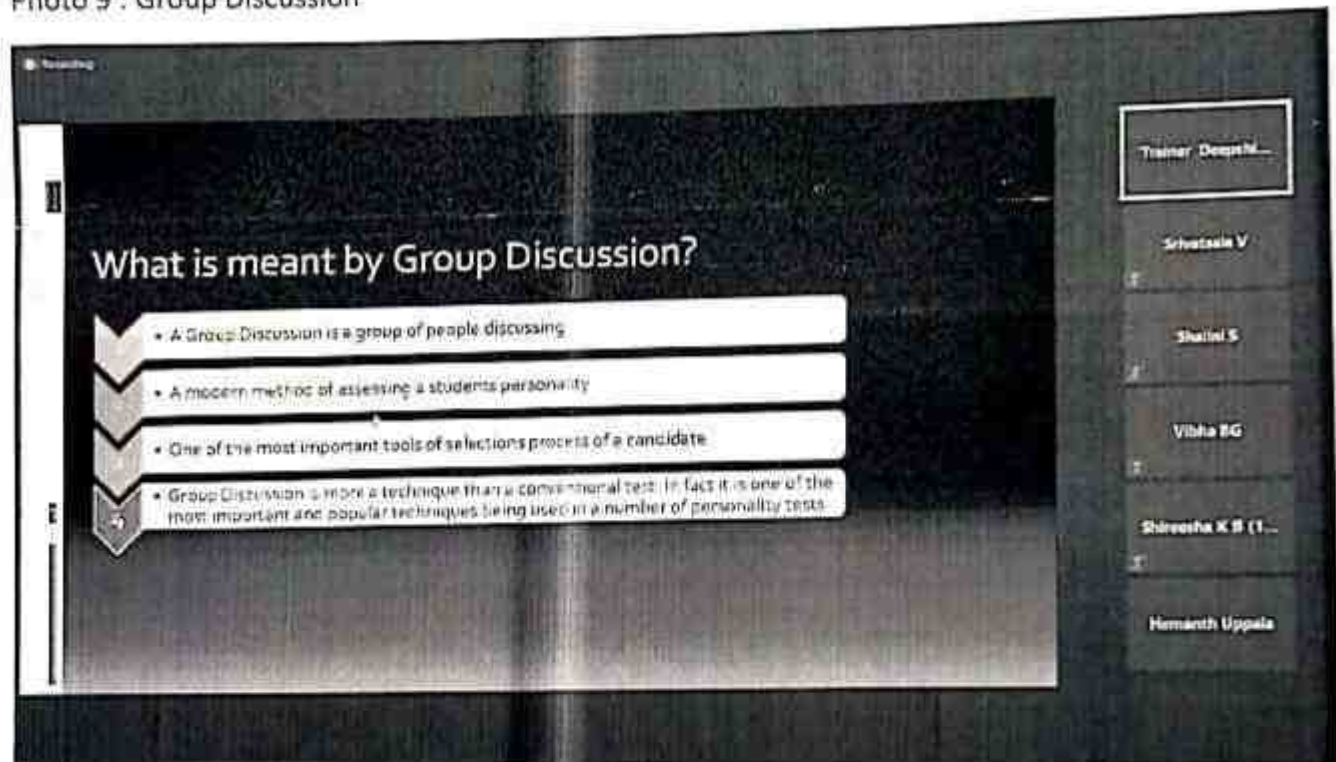 Photo 9 : Group Discussion
Recording
What is meant by Group Discussion?
• A Group Discussion is a group of people discussing
• A modern method of assessing a students personality
• One of the most important tools of selections process of a candidate
• Group Discussion is more a technique than a conventional test. In fact it is one of the
most important and popular techniques being used in a number of personality tests
Trainer Deepshi...
Srivatsala V
Shalini S
Vibha BG
Shireesha K B (1...
Hemanth Uppala